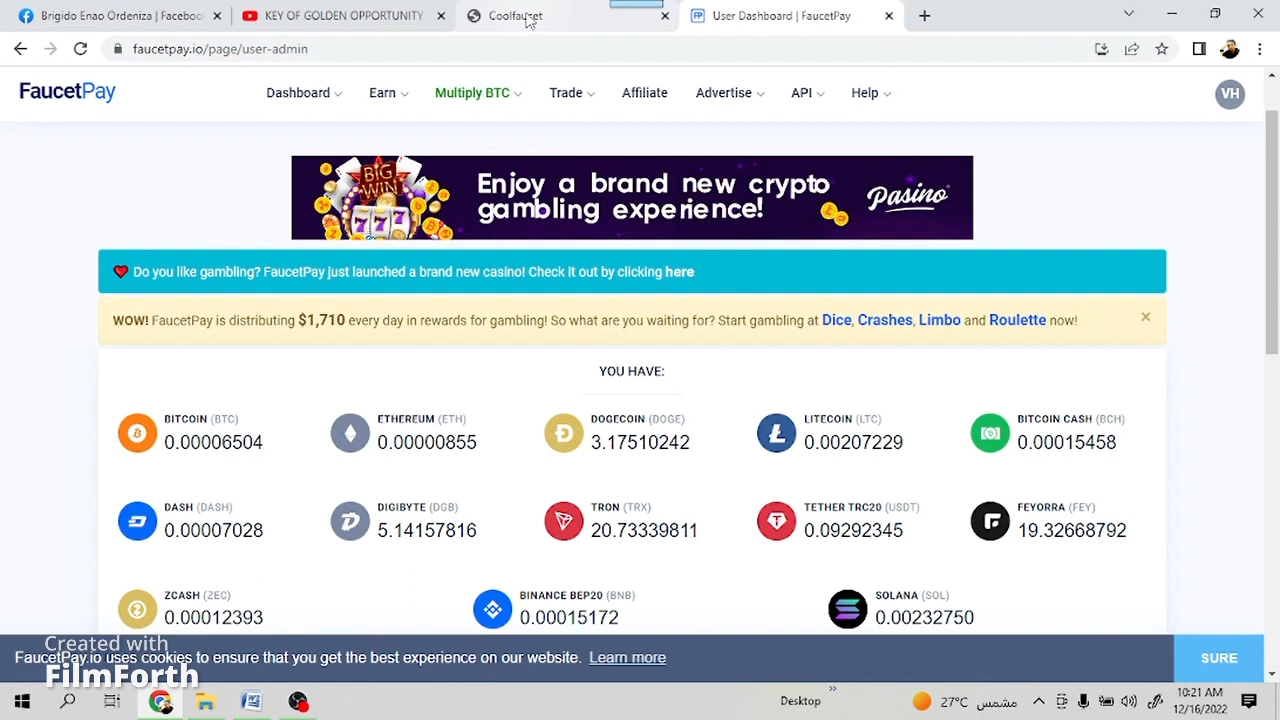 Brigido Enao Ordeniza | Faceboo
KEY OF GOLDEN OPPORTUNITY
Coolfaucet
FP
User Dashboard | FaucetPay
faucetpay.io/page/user-admin
FaucetPay
Dashboard
Earn
Multiply BTC
Trade
Affiliate
Advertise
API
Help
VH
BIG
WIN
777
Enjoy a brand new crypto
gambling experience!
Pasino
Do you like gambling? FaucetPay just launched a brand new casino! Check it out by clicking here
WOW! FaucetPay is distributing $1,710 every day in rewards for gambling! So what are you waiting for? Start gambling at Dice, Crashes, Limbo and Roulette now!
YOU HAVE:
BITCOIN (BTC)
0.00006504
ETHEREUM (ETH)
0.00000855
DOGECOIN (DOGE)
3.17510242
LITECOIN (LTC)
0.00207229
BITCOIN CASH (BCH)
0.00015458
DASH (DASH)
0.00007028
DIGIBYTE (DGB)
5.14157816
TRON (TRX)
20.73339811
TETHER TRC20 (USDT)
0.09292345
FEYORRA (FEY)
19.32668792
ZCASH (ZEC)
0.00012393
BINANCE BEP20 (BNB)
0.00015172
SOLANA (SOL)
0.00232750
Created with
FilmForth
FaucetPay.io uses cookies to ensure that you get the best experience on our website. Learn more
SURE
Desktop
27°C مشمس
10:21 AM
12/16/2022